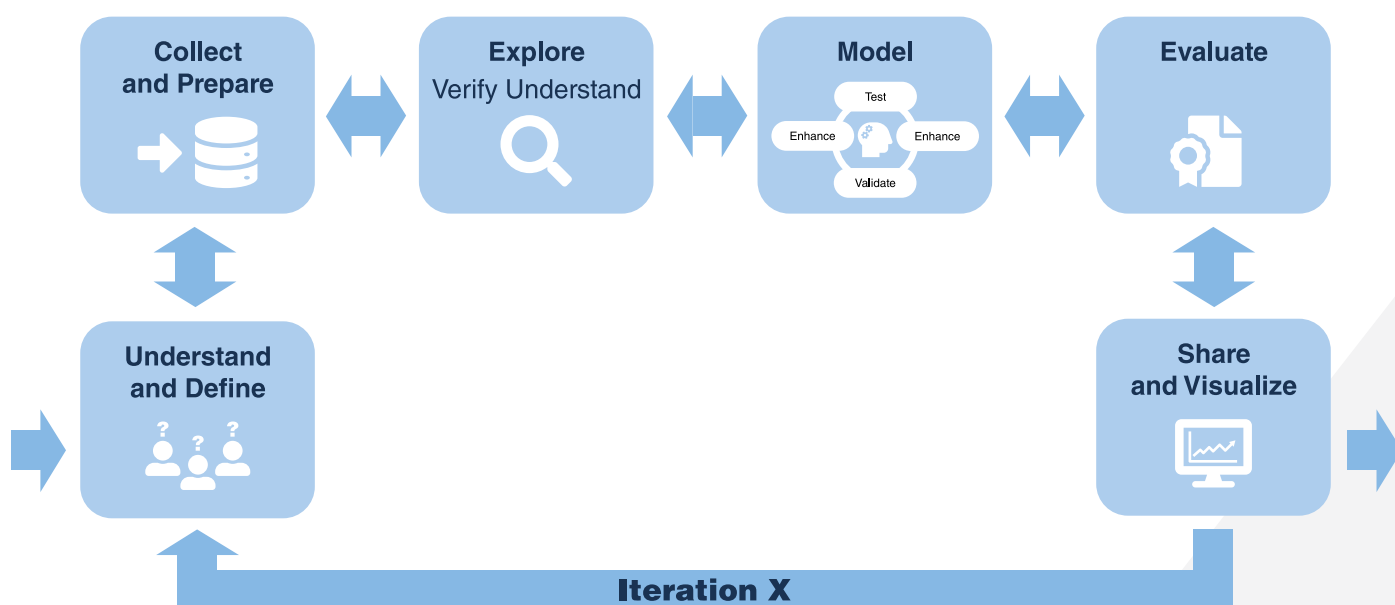 Collect
and Prepare
Explore
Verify Understand
Model
Test
Enhance
Enhance
Validate
Evaluate
Understand
and Define
? ? ?
Share
and Visualize
Iteration X